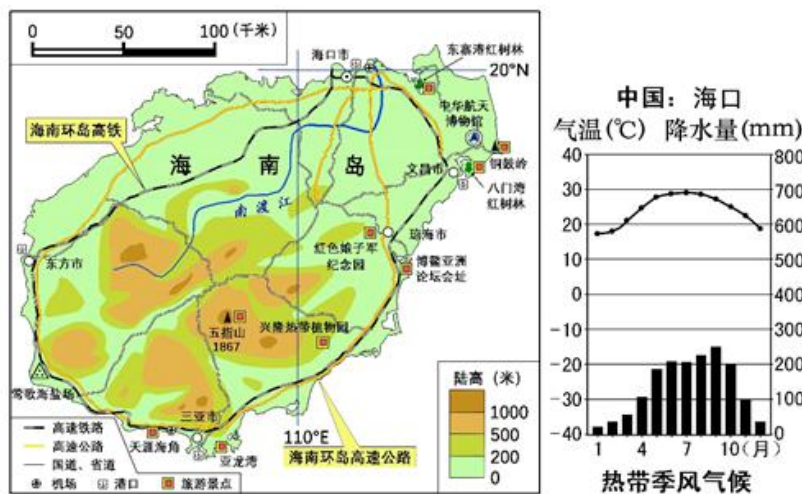 0 50 100 (千米)
海口市
东寨港红树林
20°N
中华航天
博物馆
海南环岛高铁
海 南 岛
文昌市
铜鼓岭
八门湾
红树林
南渡江
红色娘子军
纪念园
琼海市
博鳌亚洲
论坛会址
东方市
五指山
1867
兴隆热带植物园
莺歌海盐场
三亚市
天涯海角
亚龙湾
110°E
海南环岛高速公路
高速铁路
高速公路
国道、省道
机场 港口 旅游景点
陆高 (米)
1000
500
200
0
中国：海口
气温(℃) 降水量(mm)
40 800
30 700
20 600
10 500
0 400
-10 300
-20 200
-30 100
-40 0
1 4 7 10 (月)
热带季风气候